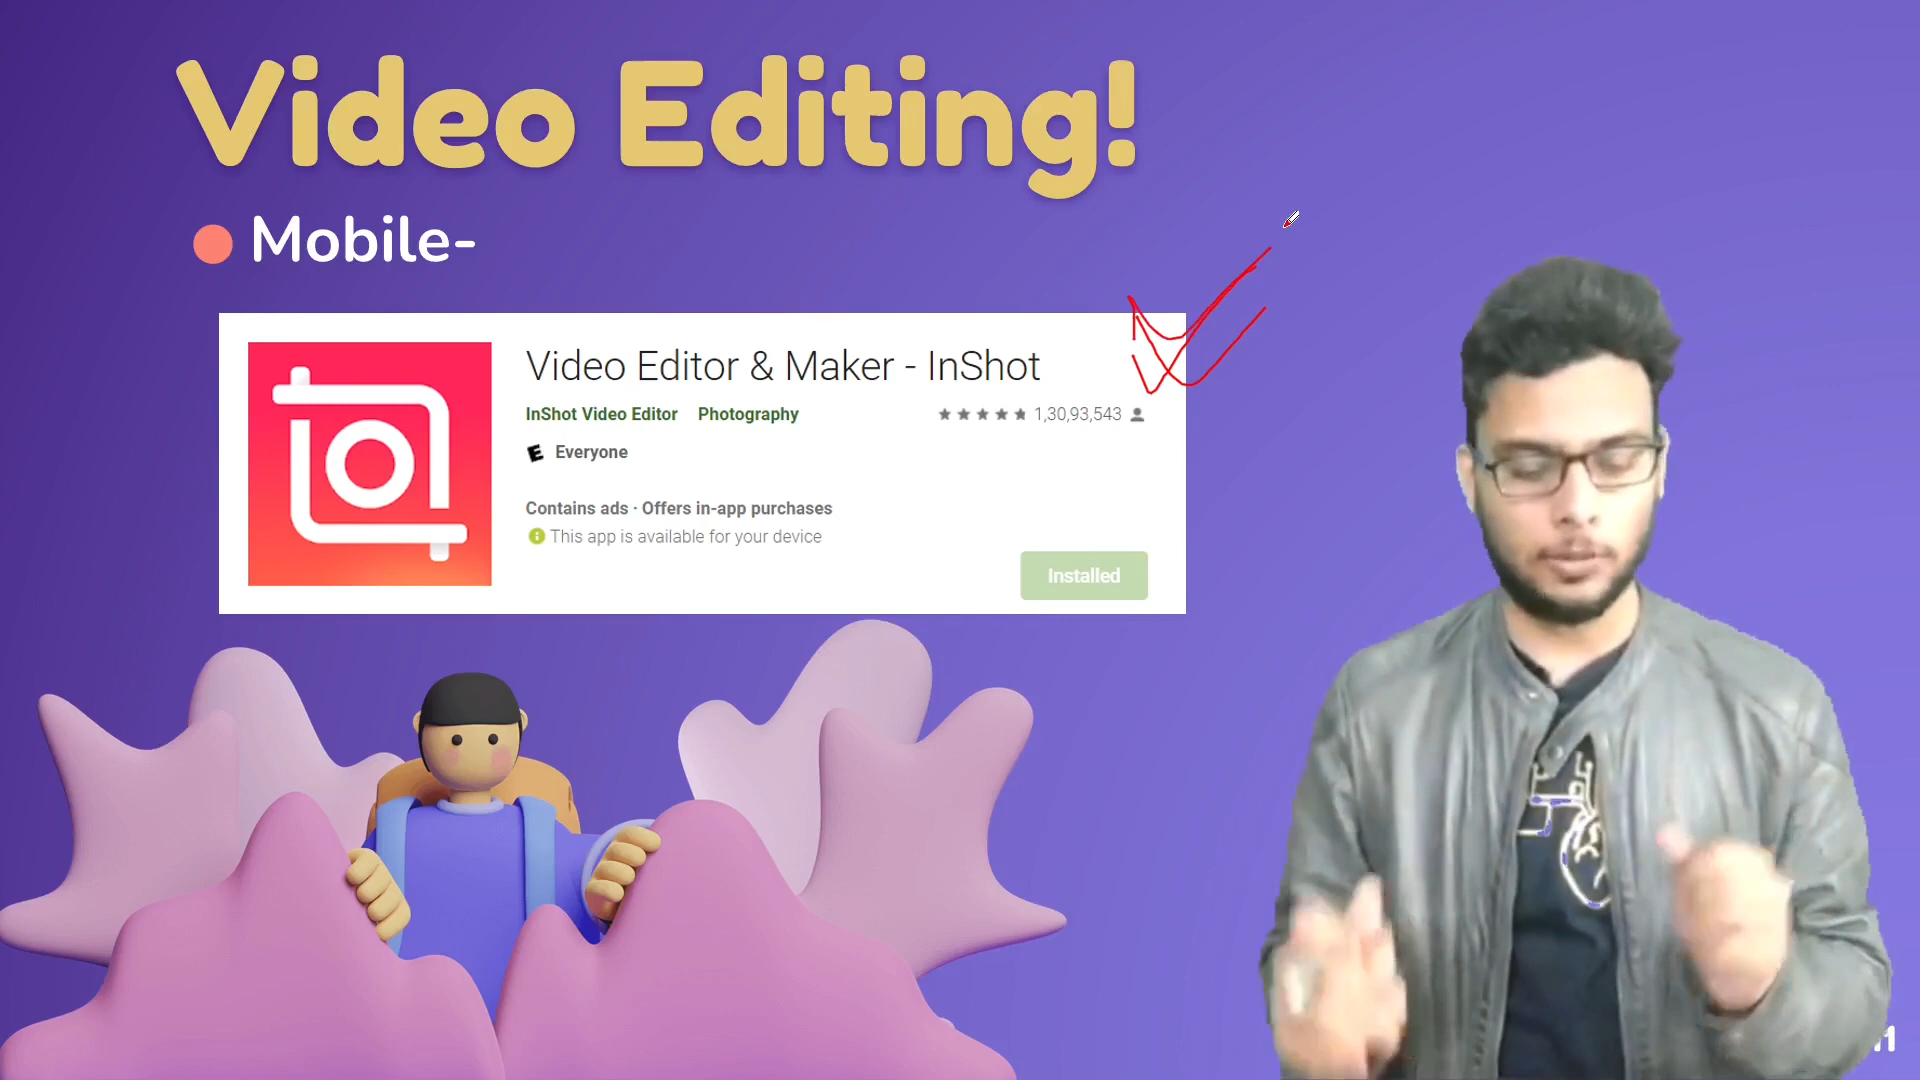 Video Editing!
Mobile-
Video Editor & Maker - InShot
InShot Video Editor Photography 1,30,93,543
E Everyone
Contains ads · Offers in-app purchases
This app is available for your device
Installed